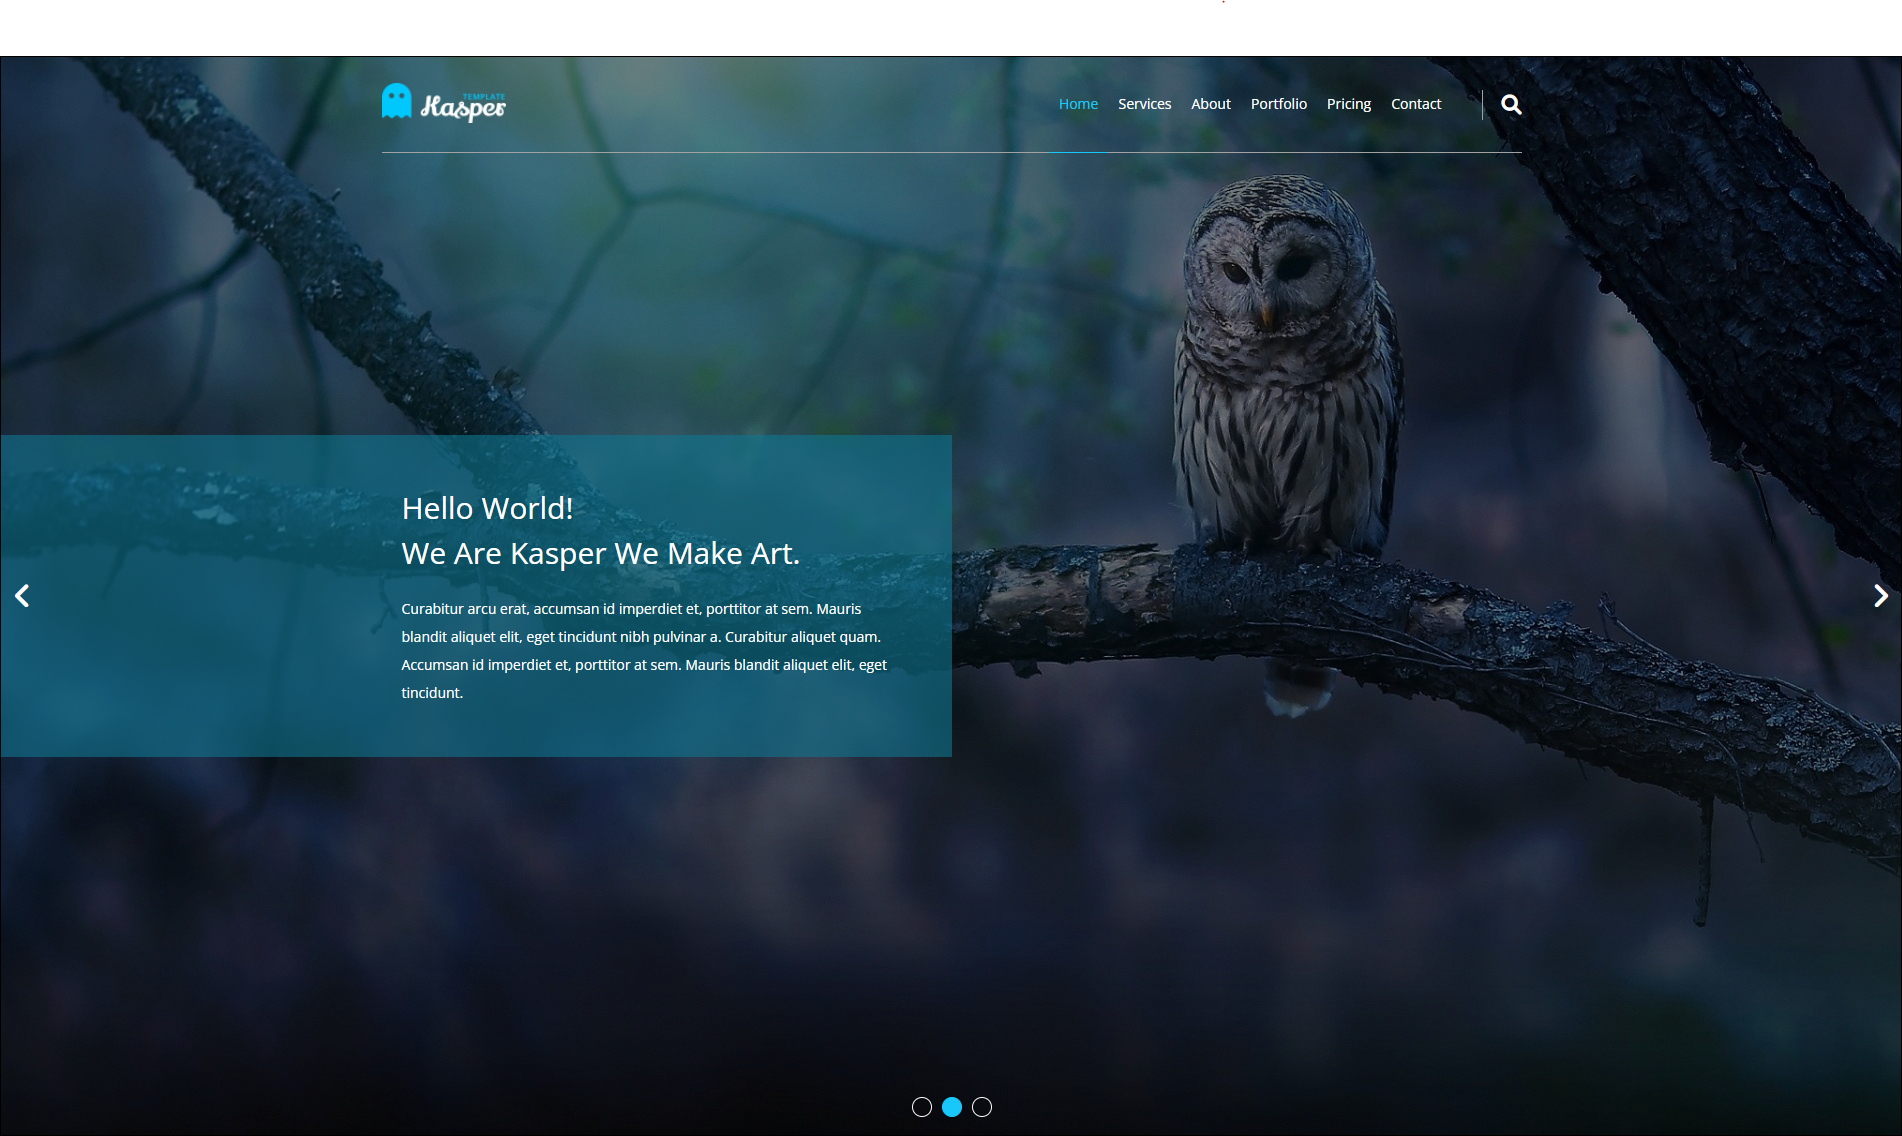 TEMPLATE
Kasper
Home Services About Portfolio Pricing Contact
Hello World!
We Are Kasper We Make Art.
Curabitur arcu erat, accumsan id imperdiet et, porttitor at sem. Mauris
blandit aliquet elit, eget tincidunt nibh pulvinar a. Curabitur aliquet quam.
Accumsan id imperdiet et, porttitor at sem. Mauris blandit aliquet elit, eget
tincidunt.